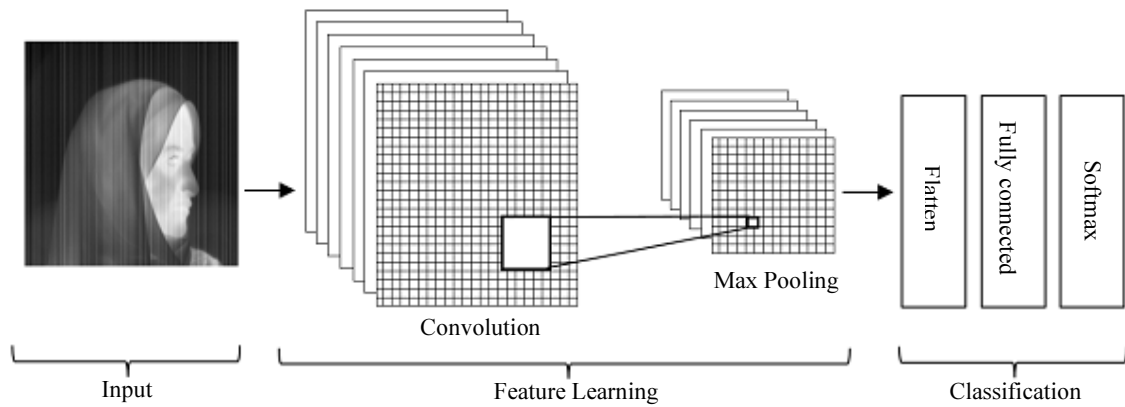 Flatten
Fully connected
Softmax
Max Pooling
Convolution
Input
Feature Learning
Classification